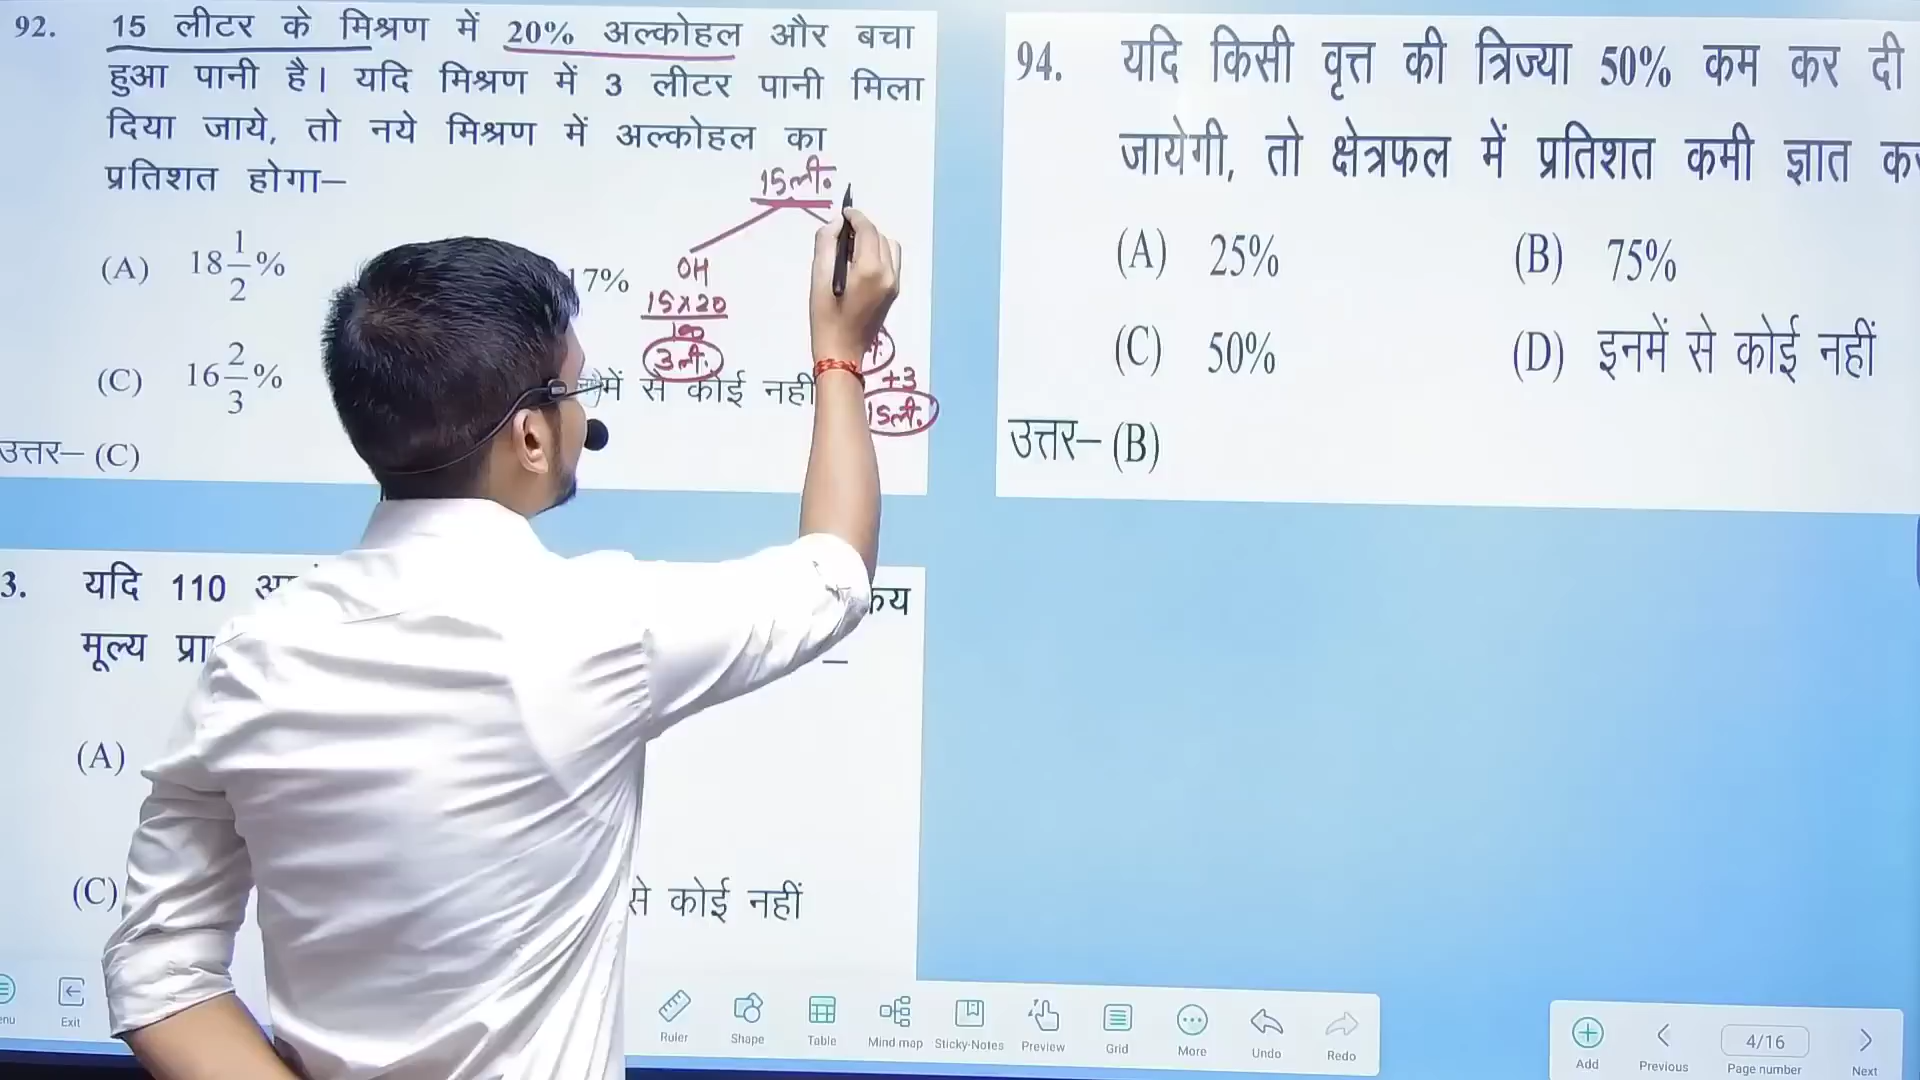 92. 15 लीटर के मिश्रण में 20% अल्कोहल और बचा
हुआ पानी है। यदि मिश्रण में 3 लीटर पानी मिला
दिया जाये, तो नये मिश्रण में अल्कोहल का
प्रतिशत होगा–
15ली.
(A) 18 1/2 %
17%
OH
15×20
100
3ली.
(C) 16 2/3 %
में से कोई नहीं
+3
15ली.
उत्तर– (C)
3. यदि 110
मूल्य
(A)
(C)
से कोई नहीं
94. यदि किसी वृत्त की त्रिज्या 50% कम कर दी
जायेगी, तो क्षेत्रफल में प्रतिशत कमी ज्ञात
(A) 25% (B) 75%
(C) 50% (D) इनमें से कोई नहीं
उत्तर– (B)
Exit
Ruler
Shape
Table
Mind map
Sticky-Notes
Preview
Grid
More
Undo
Redo
Add
Previous
4/16
Page number
Next